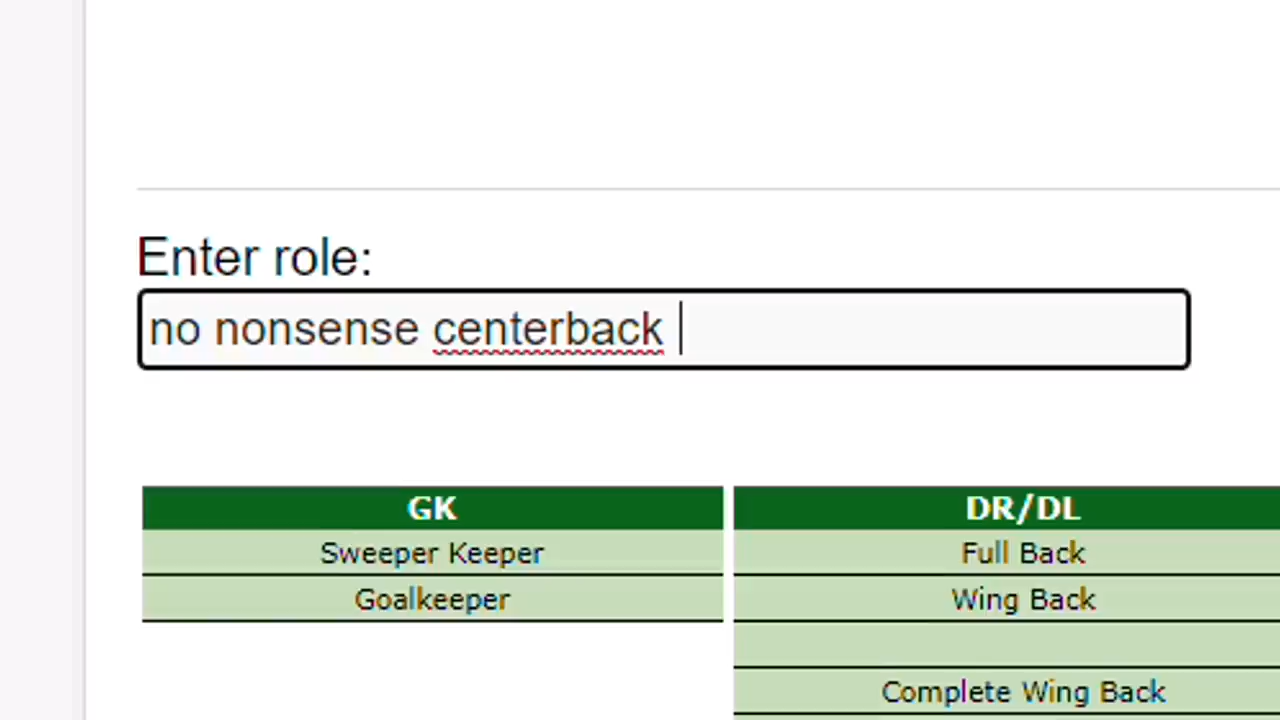 Enter role:
no nonsense centerback
GK
DR/DL
Sweeper Keeper
Full Back
Goalkeeper
Wing Back
Complete Wing Back